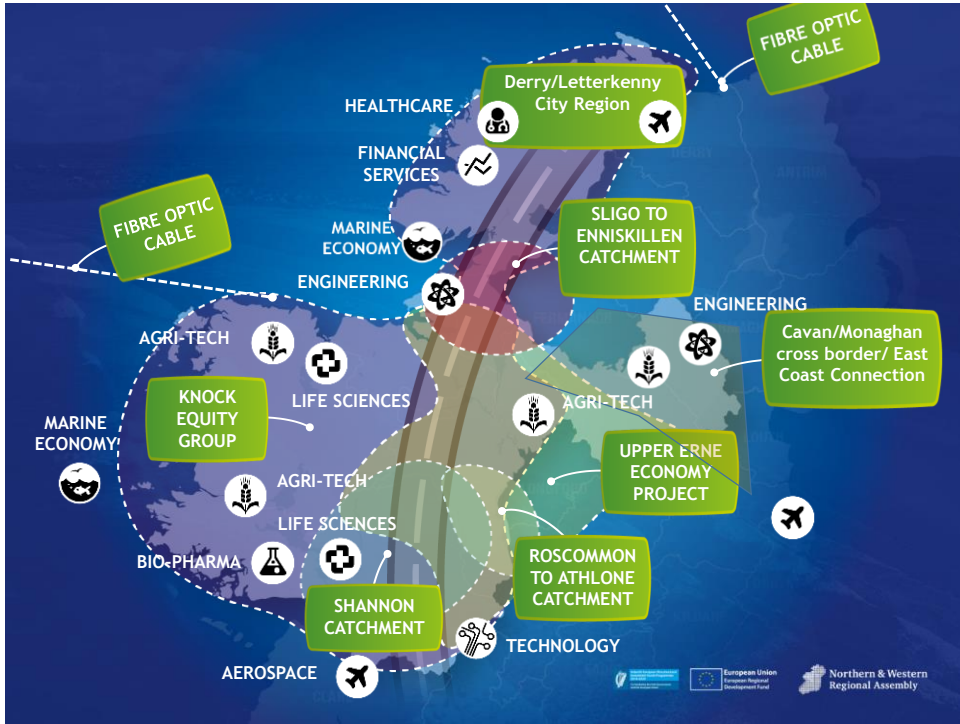 FIBRE OPTIC
CABLE
Derry/Letterkenny
City Region
HEALTHCARE
FINANCIAL
SERVICES
FIBRE OPTIC
CABLE
MARINE
ECONOMY
SLIGO TO
ENNISKILLEN
CATCHMENT
ENGINEERING
ENGINEERING
Cavan/Monaghan
cross border/ East
Coast Connection
AGRI-TECH
LIFE SCIENCES
AGRI-TECH
KNOCK
EQUITY
GROUP
MARINE
ECONOMY
UPPER ERNE
ECONOMY
PROJECT
AGRI-TECH
LIFE SCIENCES
BIO-PHARMA
ROSCOMMON
TO ATHLONE
CATCHMENT
SHANNON
CATCHMENT
TECHNOLOGY
AEROSPACE
European Union
European Regional
Development Fund
Northern & Western
Regional Assembly
DERRY
ANTRIM